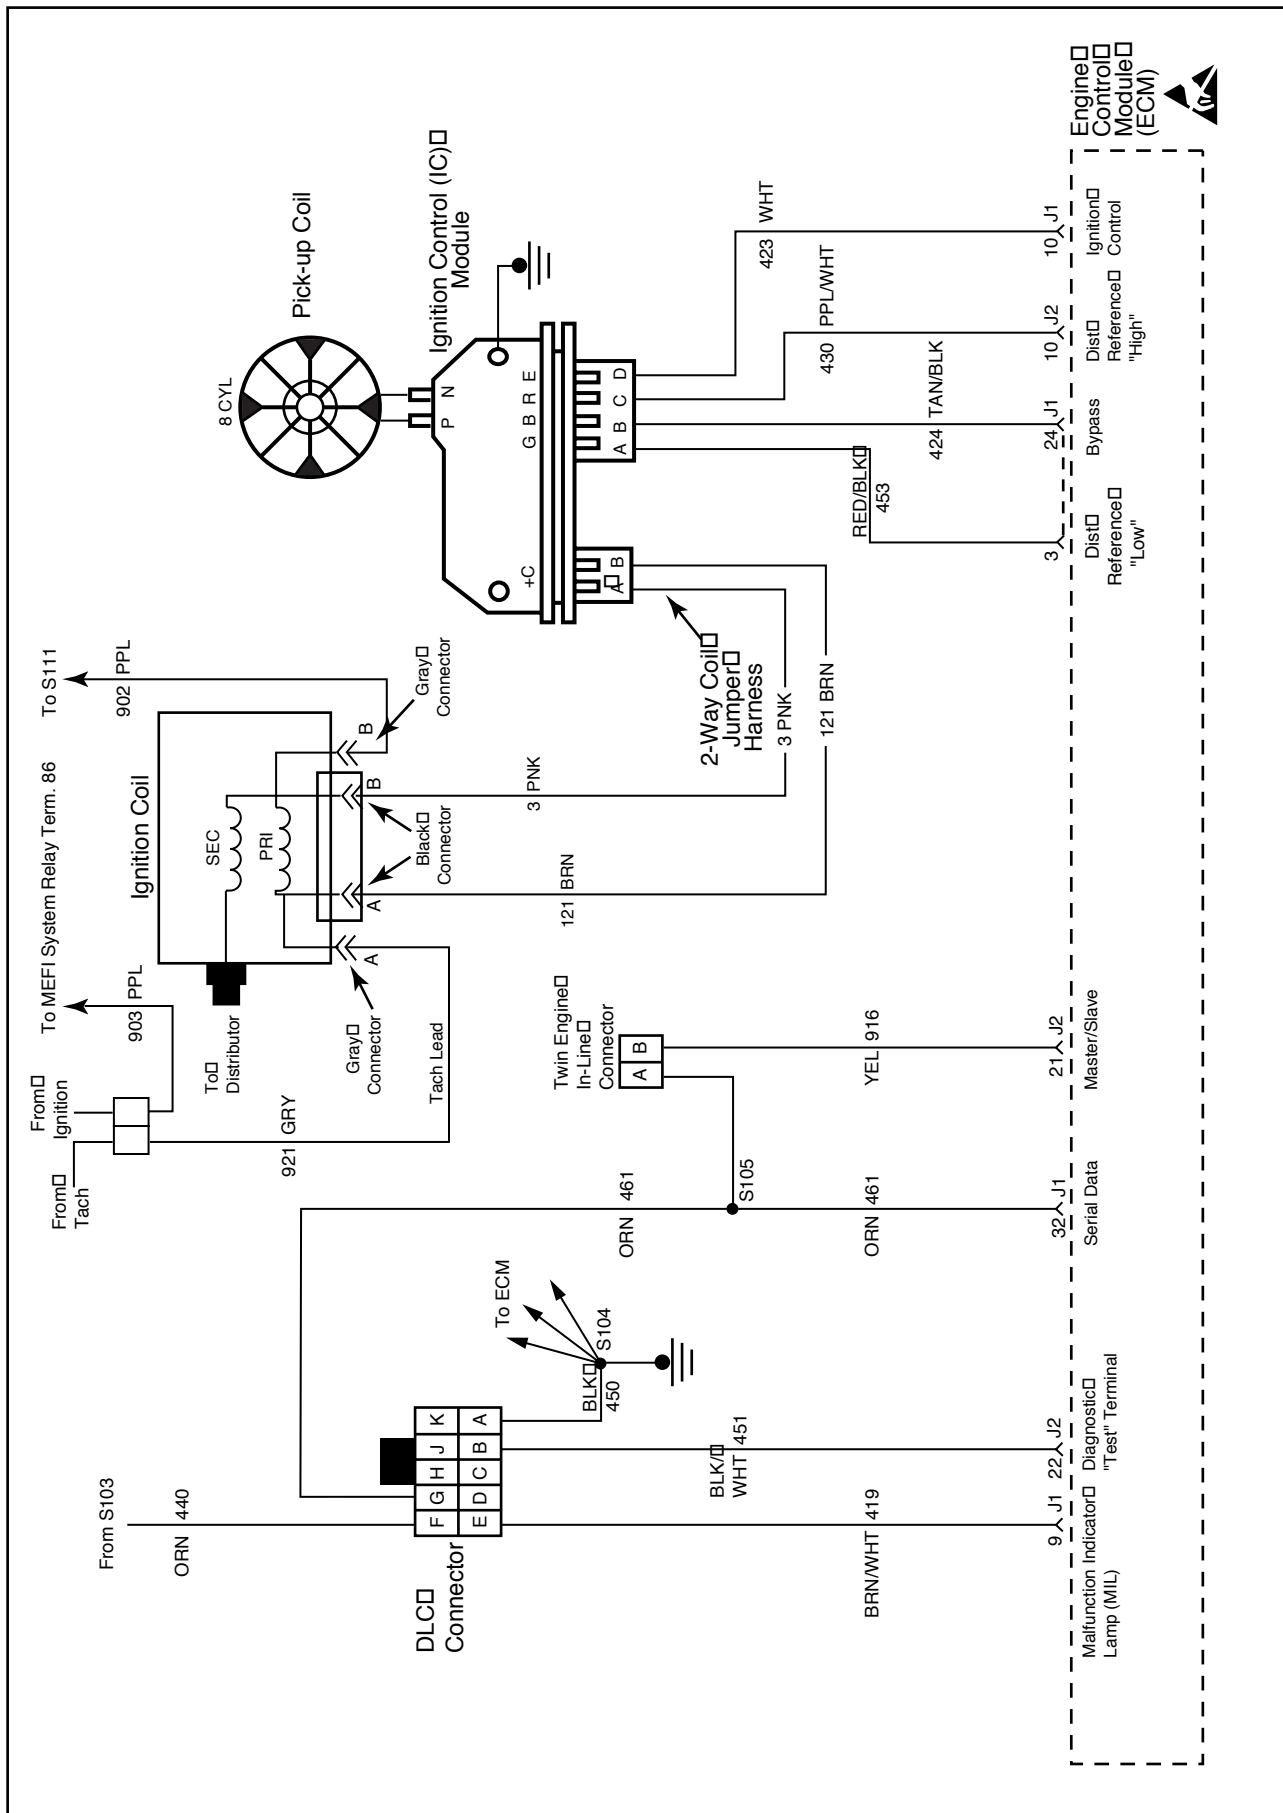 From S103
ORN 440
DLC
Connector
F G H J K
E D C B A
To ECM
BLK
450
S104
BLK/
WHT 451
BRN/WHT 419
ORN 461
S105
ORN 461
From
Tach
From
Ignition
903 PPL
To MEFI System Relay Term. 86
921 GRY
To
Distributor
Gray
Connector
Tach Lead
Twin Engine
In-Line
Connector
A B
YEL 916
To S111
902 PPL
Ignition Coil
SEC
PRI
A
A
B
B
Black
Connector
Gray
Connector
121 BRN
3 PNK
2-Way Coil
Jumper
Harness
3 PNK
121 BRN
8 CYL
Pick-up Coil
Ignition Control (IC)
Module
P N
+C
G B R E
A B
A B C D
RED/BLK
453
424 TAN/BLK
430 PPL/WHT
423 WHT
9 J1
Malfunction Indicator
Lamp (MIL)
22 J2
Diagnostic
"Test" Terminal
32 J1
Serial Data
21 J2
Master/Slave
3
Dist
Reference
"Low"
24 J1
Bypass
10 J2
Dist
Reference
"High"
10 J1
Ignition
Control
Engine
Control
Module
(ECM)